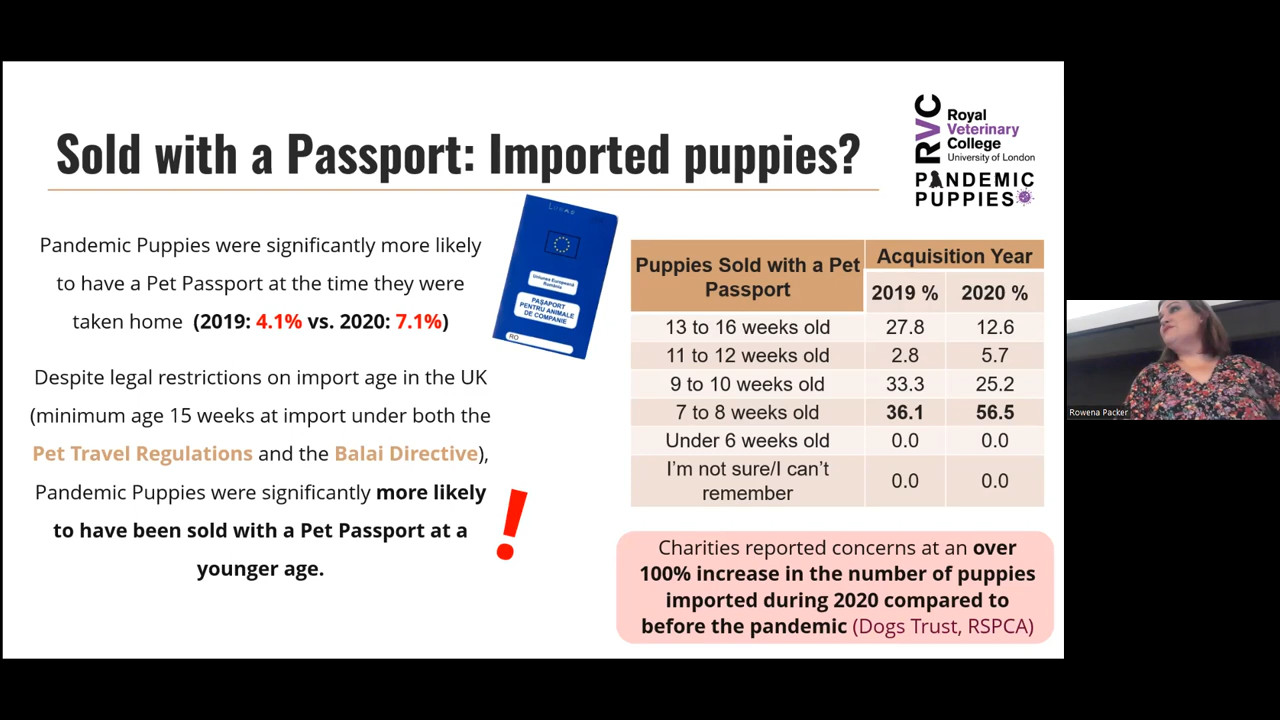 Sold with a Passport: Imported puppies?
RVC
Royal
Veterinary
College
University of London
PANDEMIC
PUPPIES
Pandemic Puppies were significantly more likely
to have a Pet Passport at the time they were
taken home (2019: 4.1% vs. 2020: 7.1%)
Despite legal restrictions on import age in the UK
(minimum age 15 weeks at import under both the
Pet Travel Regulations and the Balai Directive),
Pandemic Puppies were significantly more likely
to have been sold with a Pet Passport at a
younger age.
!
Uniunea Europeană
România
PAŞAPORT
PENTRU ANIMALE
DE COMPANIE
RO
Puppies Sold with a Pet Passport Acquisition Year
2019 % 2020 %
13 to 16 weeks old 27.8 12.6
11 to 12 weeks old 2.8 5.7
9 to 10 weeks old 33.3 25.2
7 to 8 weeks old 36.1 56.5
Under 6 weeks old 0.0 0.0
I'm not sure/I can't remember 0.0 0.0
Charities reported concerns at an over
100% increase in the number of puppies
imported during 2020 compared to
before the pandemic (Dogs Trust, RSPCA)
Rowena Packer